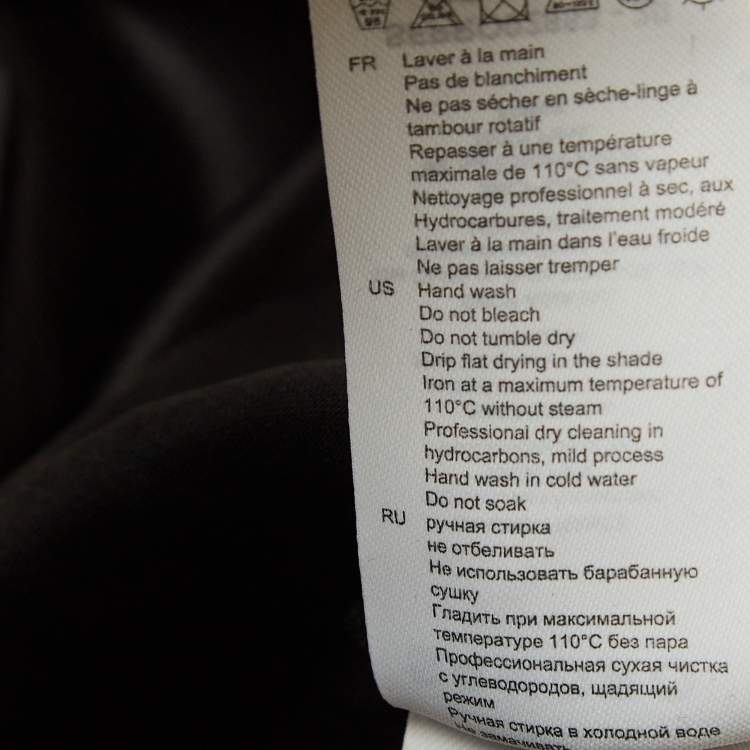 FR Laver à la main
Pas de blanchiment
Ne pas sécher en sèche-linge à
tambour rotatif
Repasser à une température
maximale de 110°C sans vapeur
Nettoyage professionnel à sec, aux
Hydrocarbures, traitement modéré
Laver à la main dans l'eau froide
Ne pas laisser tremper
US Hand wash
Do not bleach
Do not tumble dry
Drip flat drying in the shade
Iron at a maximum temperature of
110°C without steam
Professional dry cleaning in
hydrocarbons, mild process
Hand wash in cold water
Do not soak
RU ручная стирка
не отбеливать
Не использовать барабанную
сушку
Гладить при максимальной
температуре 110°C без пара
Профессиональная сухая чистка
с углеводородов, щадящий
режим
Ручная стирка в холодной воде